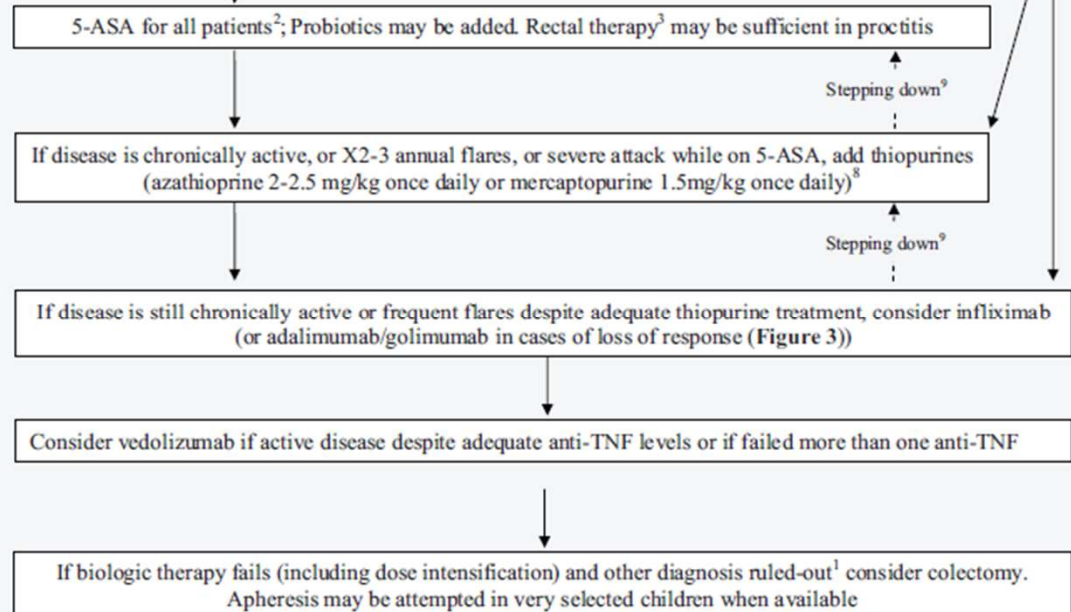 5-ASA for all patients²; Probiotics may be added. Rectal therapy³ may be sufficient in proctitis
Stepping down⁹
If disease is chronically active, or X2-3 annual flares, or severe attack while on 5-ASA, add thiopurines
(azathioprine 2-2.5 mg/kg once daily or mercaptopurine 1.5mg/kg once daily)⁸
Stepping down⁹
If disease is still chronically active or frequent flares despite adequate thiopurine treatment, consider infliximab
(or adalimumab/golimumab in cases of loss of response (Figure 3))
Consider vedolizumab if active disease despite adequate anti-TNF levels or if failed more than one anti-TNF
If biologic therapy fails (including dose intensification) and other diagnosis ruled-out¹ consider colectomy.
Apheresis may be attempted in very selected children when available